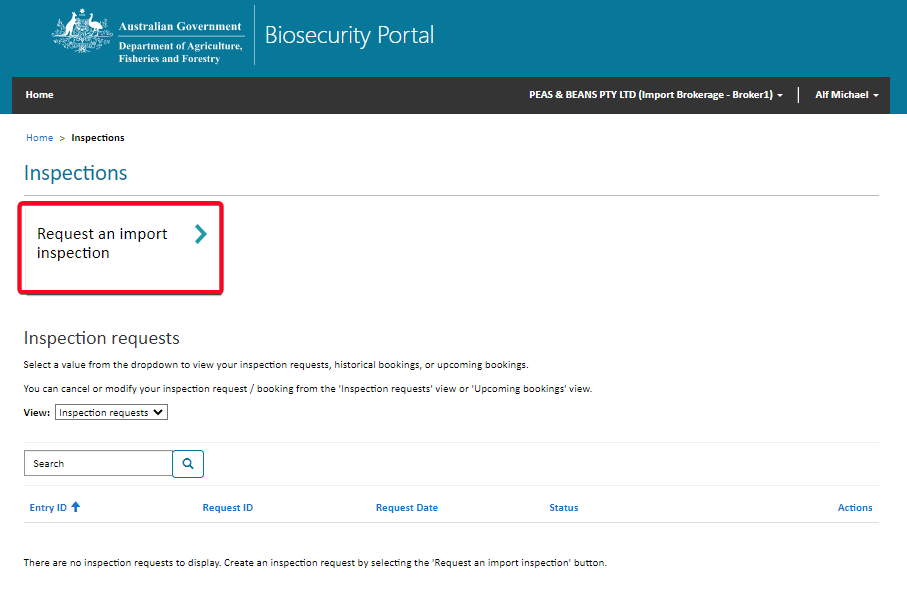 Australian Government
Department of Agriculture,
Fisheries and Forestry
Biosecurity Portal
Home
PEAS & BEANS PTY LTD (Import Brokerage - Broker1)
Alf Michael
Home > Inspections
Inspections
Request an import
inspection
Inspection requests
Select a value from the dropdown to view your inspection requests, historical bookings, or upcoming bookings.
You can cancel or modify your inspection request / booking from the 'Inspection requests' view or 'Upcoming bookings' view.
View: Inspection requests
Search
Entry ID Request ID Request Date Status Actions
There are no inspection requests to display. Create an inspection request by selecting the 'Request an import inspection' button.